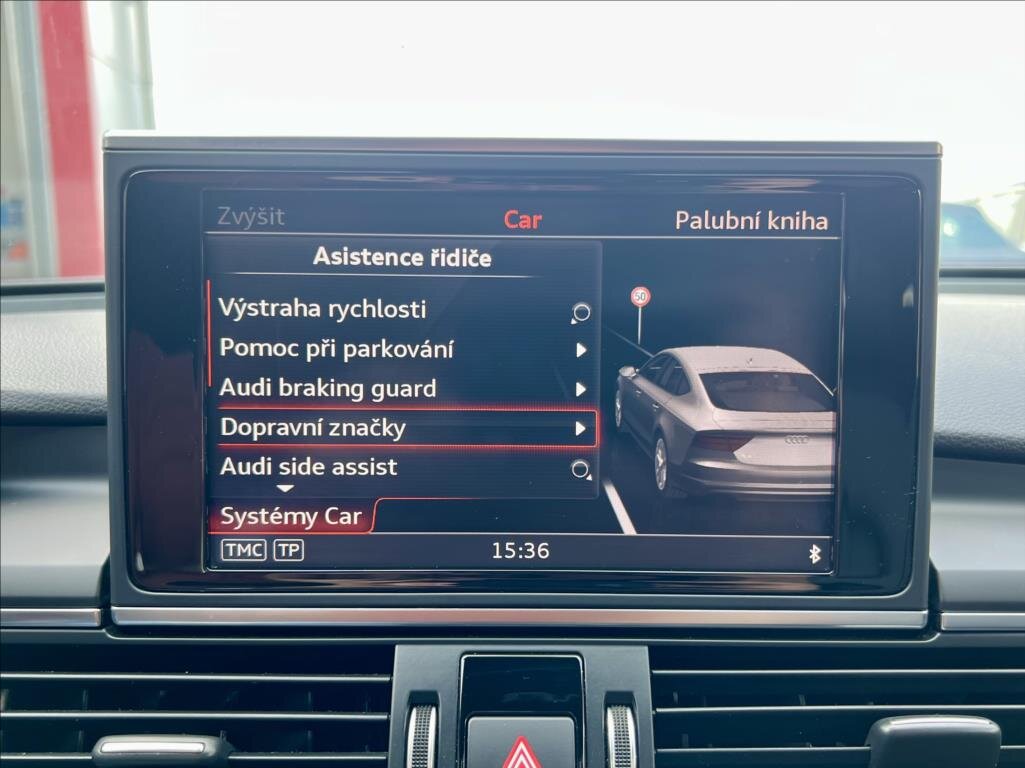 Zvýšit Car Palubní kniha
Asistence řidiče
Výstraha rychlosti
Pomoc při parkování
Audi braking guard
Dopravní značky
Audi side assist
Systémy Car
TMC TP 15:36
50